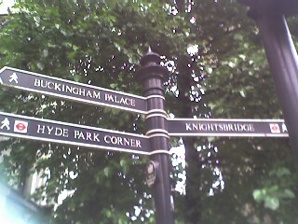 BUCKINGHAM PALACE
HYDE PARK CORNER
KNIGHTSBRIDGE